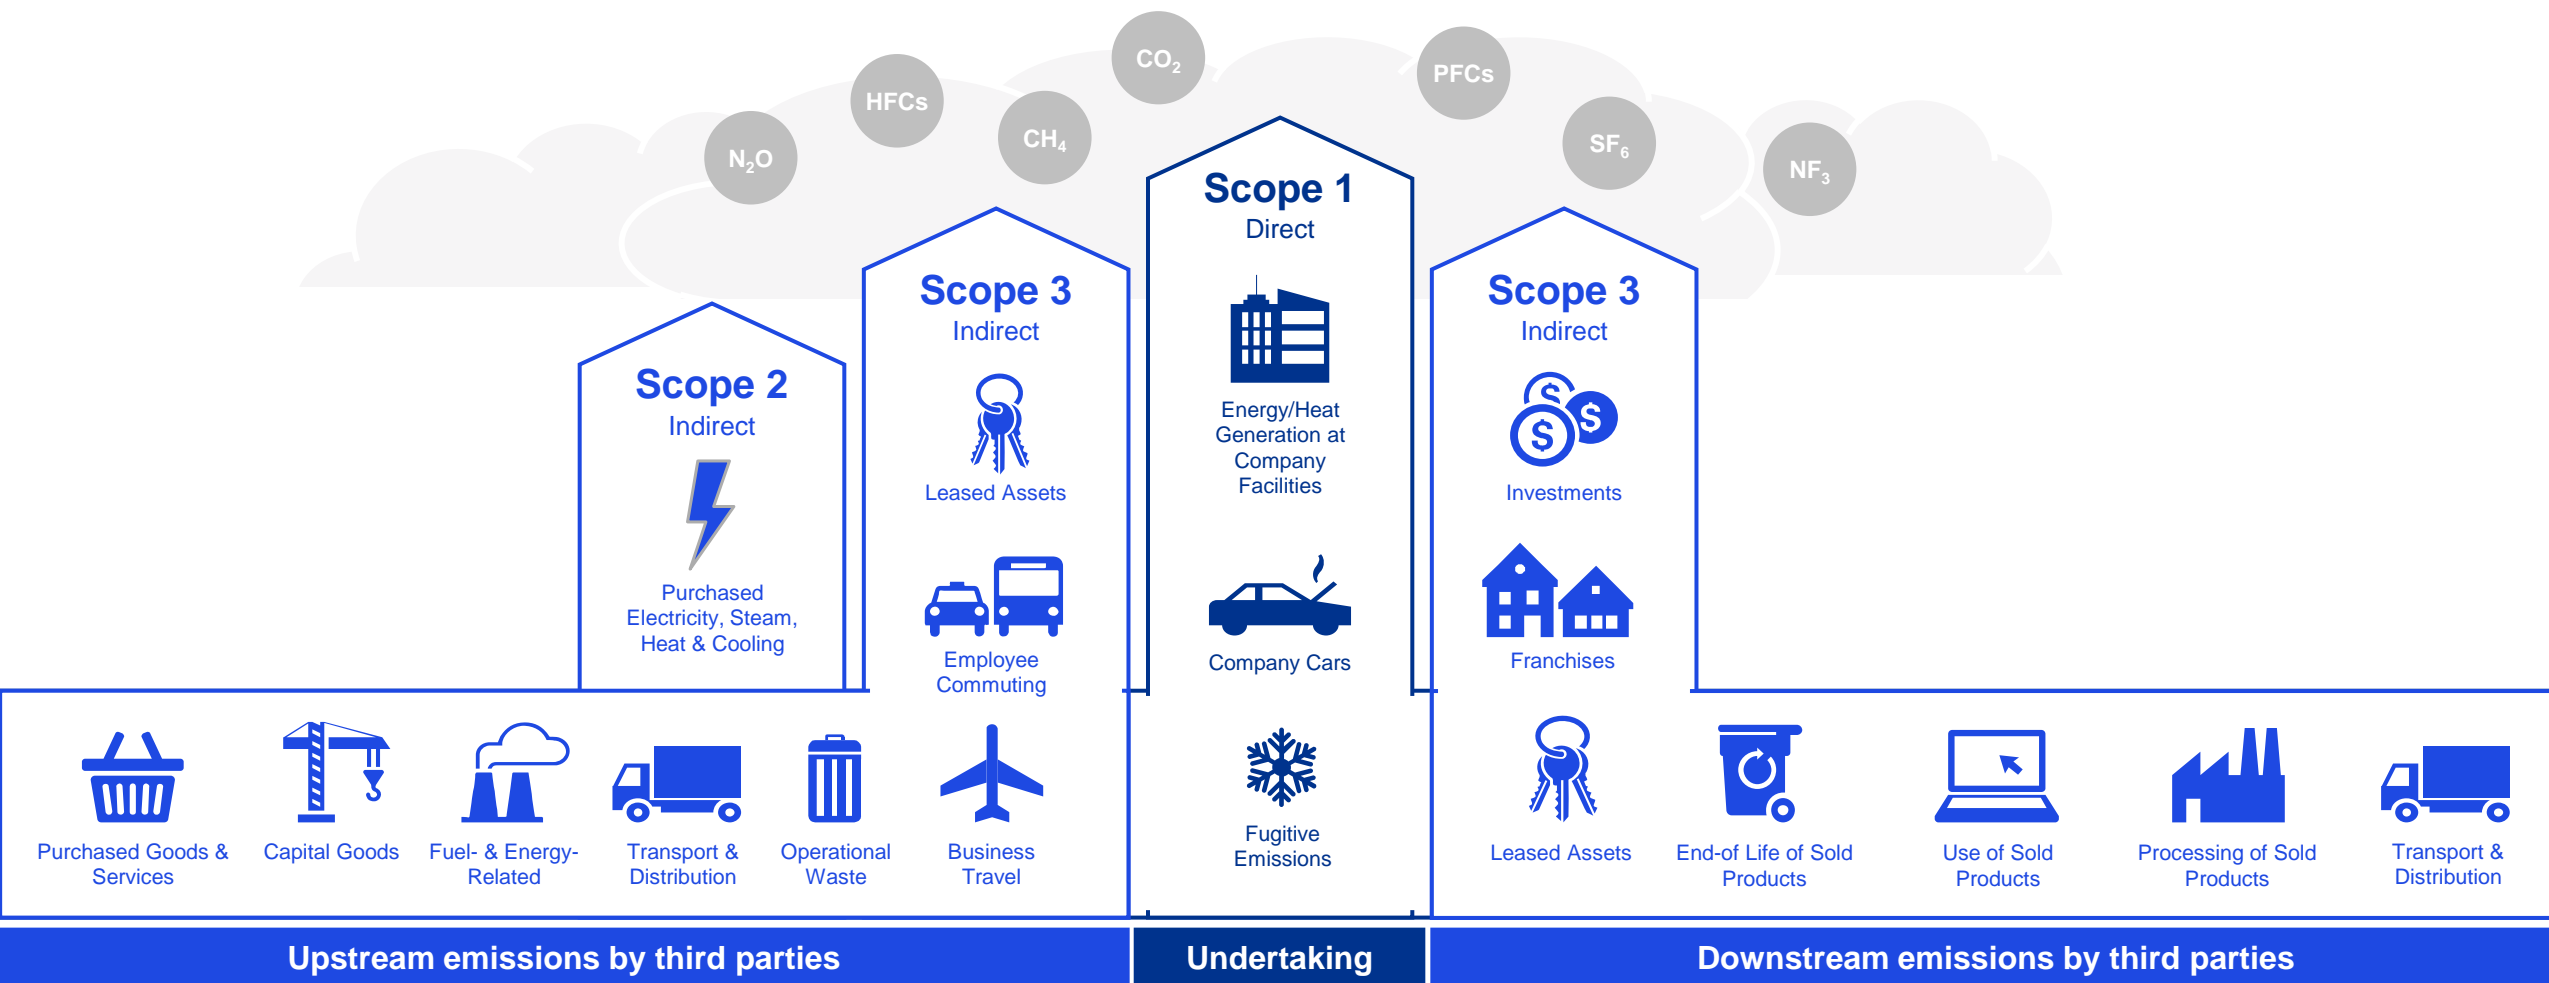 CO₂
PFCs
HFCs
CH₄
SF₆
N₂O
NF₃
Scope 1
Direct
Energy/Heat
Generation at
Company
Facilities
Company Cars
Fugitive
Emissions
Scope 2
Indirect
Purchased
Electricity, Steam,
Heat & Cooling
Scope 3
Indirect
Leased Assets
Employee
Commuting
Scope 3
Indirect
$
$
$
Investments
Franchises
Purchased Goods &
Services
Capital Goods
Fuel- & Energy-
Related
Transport &
Distribution
Operational
Waste
Business
Travel
Leased Assets
End-of Life of Sold
Products
Use of Sold
Products
Processing of Sold
Products
Transport &
Distribution
Upstream emissions by third parties
Undertaking
Downstream emissions by third parties